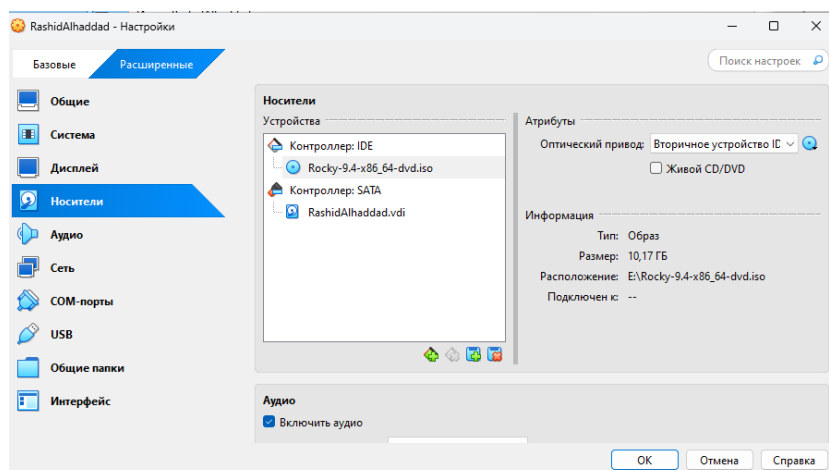 RashidAlhaddad - Настройки
Базовые
Расширенные
Поиск настроек
Общие
Система
Дисплей
Носители
Аудио
Сеть
COM-порты
USB
Общие папки
Интерфейс
Носители
Устройства
Контроллер: IDE
Rocky-9.4-x86_64-dvd.iso
Контроллер: SATA
RashidAlhaddad.vdi
Атрибуты
Оптический привод: Вторичное устройство IC
Живой CD/DVD
Информация
Тип: Образ
Размер: 10,17 ГБ
Расположение: E:\Rocky-9.4-x86_64-dvd.iso
Подключен к: --
Аудио
Включить аудио
OK
Отмена
Справка